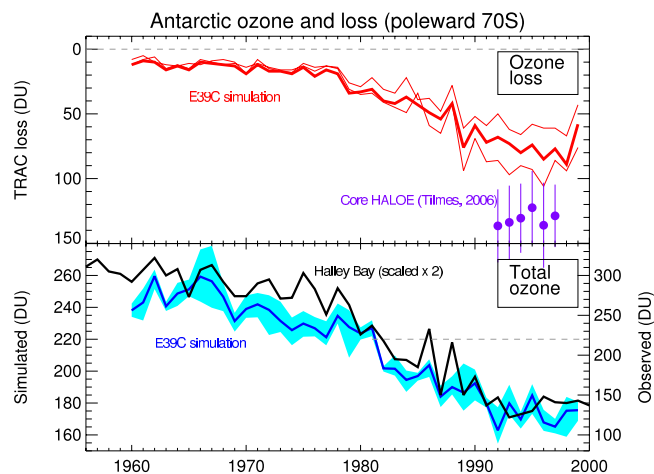 Antarctic ozone and loss (poleward 70S)
0
50
100
150
TRAC loss (DU)
Ozone
loss
E39C simulation
Core HALOE (Tilmes, 2006)
260
240
220
200
180
160
Simulated (DU)
Halley Bay (scaled x 2)
Total
ozone
E39C simulation
300
250
200
150
100
Observed (DU)
1960
1970
1980
1990
2000